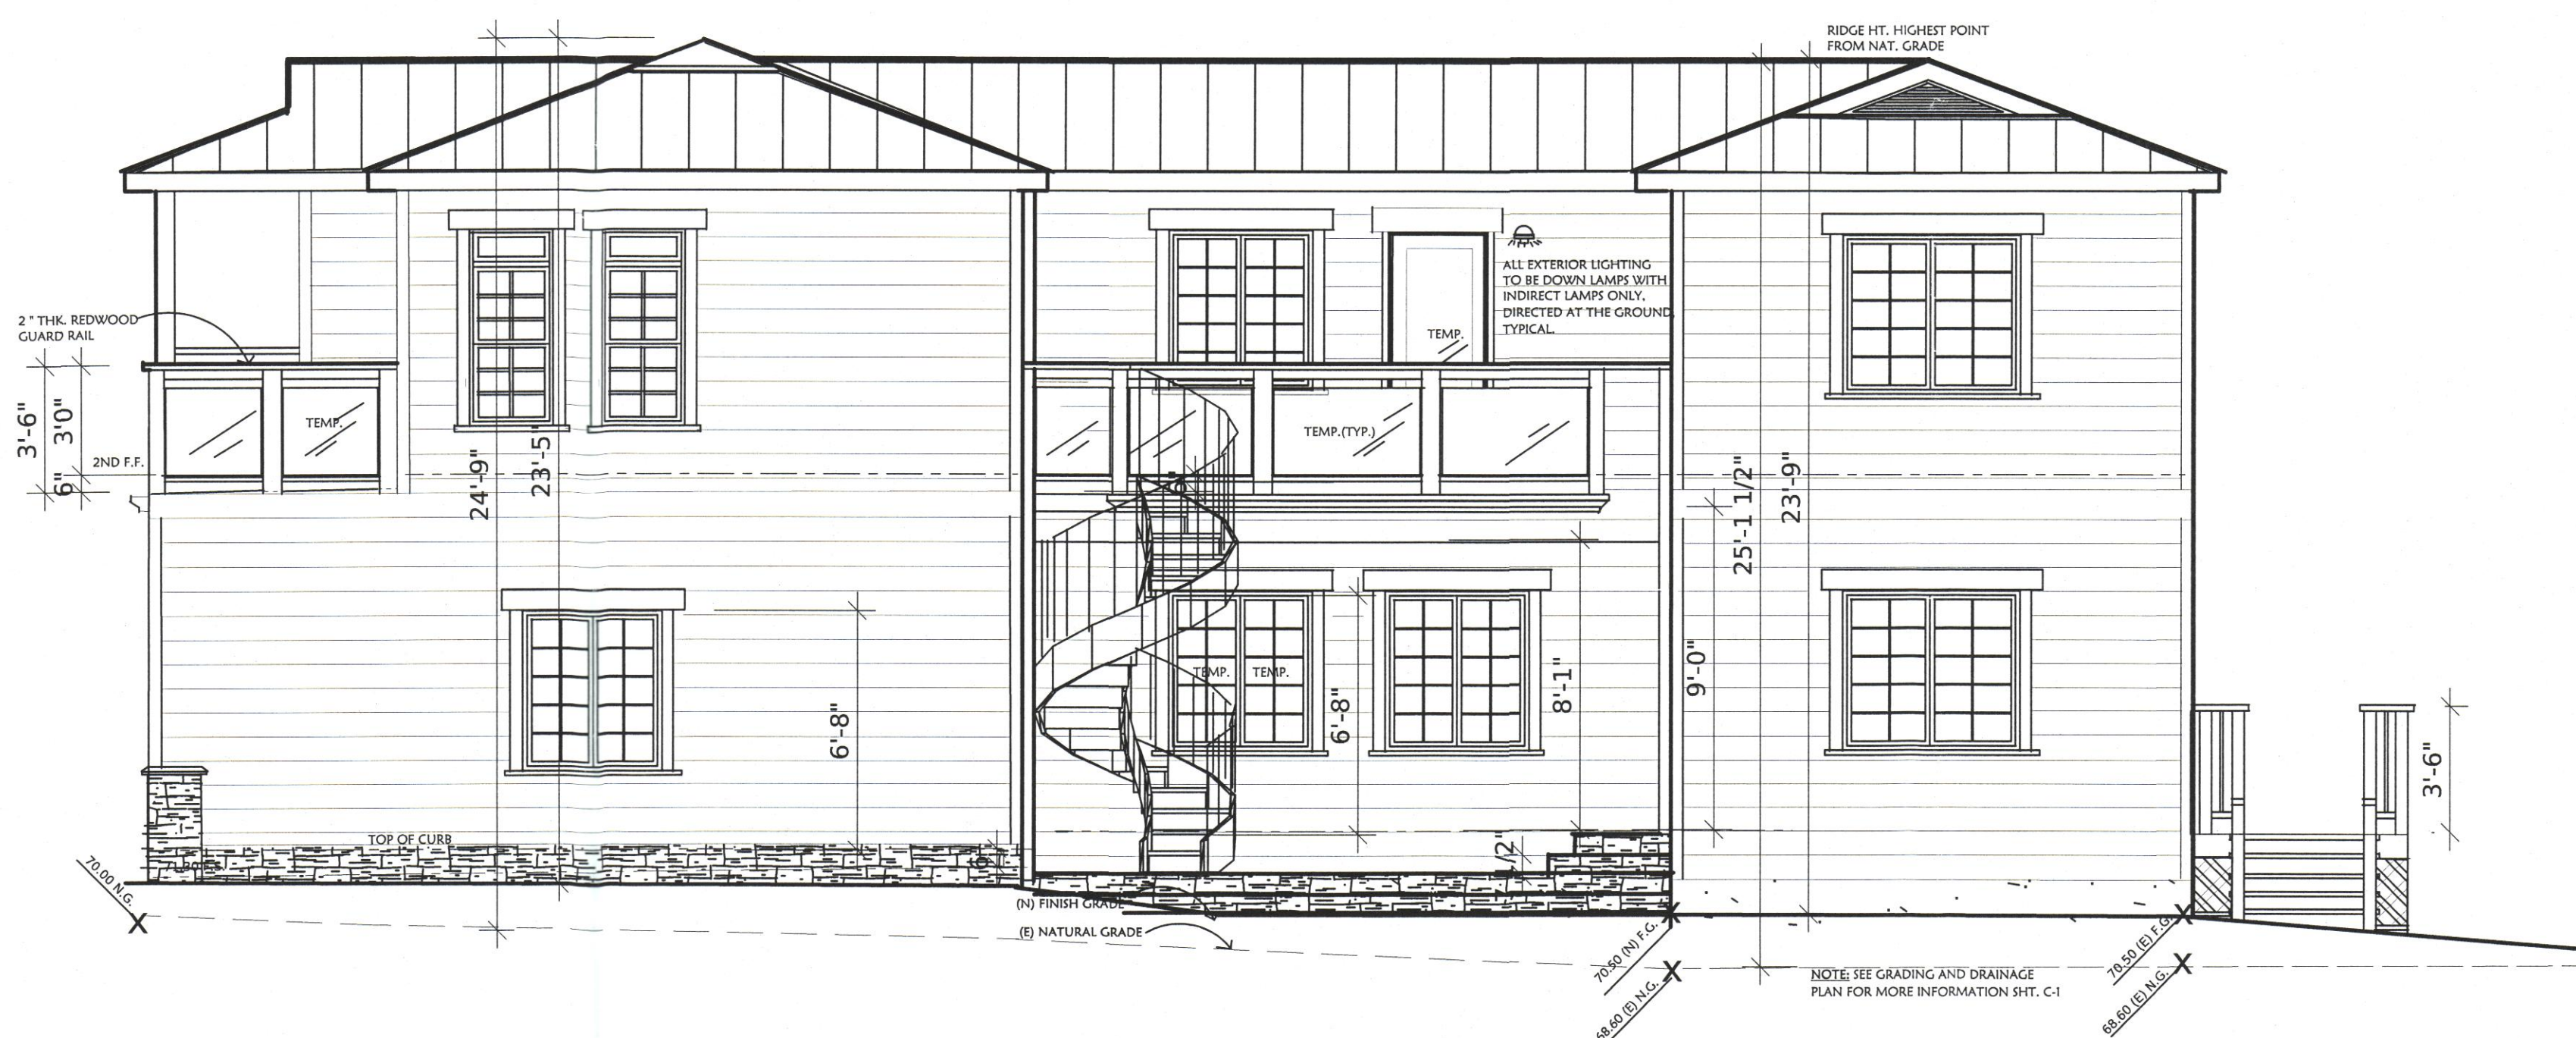 RIDGE HT. HIGHEST POINT
FROM NAT. GRADE
ALL EXTERIOR LIGHTING
TO BE DOWN LAMPS WITH
INDIRECT LAMPS ONLY,
DIRECTED AT THE GROUND,
TYPICAL.
TEMP.
2 " THK. REDWOOD
GUARD RAIL
3'-6"
3'0"
6"
2ND F.F.
TEMP.
24'-9"
23'-5"
TEMP.(TYP.)
25'-1 1/2"
23'-9"
6'-8"
TEMP.
TEMP.
6'-8"
8'-1"
9'-0"
3'-6"
TOP OF CURB
70.00 N.G.
(N) FINISH GRADE
(E) NATURAL GRADE
70.50 (N) F.G.
68.60 (E) N.G.
NOTE: SEE GRADING AND DRAINAGE
PLAN FOR MORE INFORMATION SHT. C-1
70.50 (E) F.G.
68.60 (E) N.G.